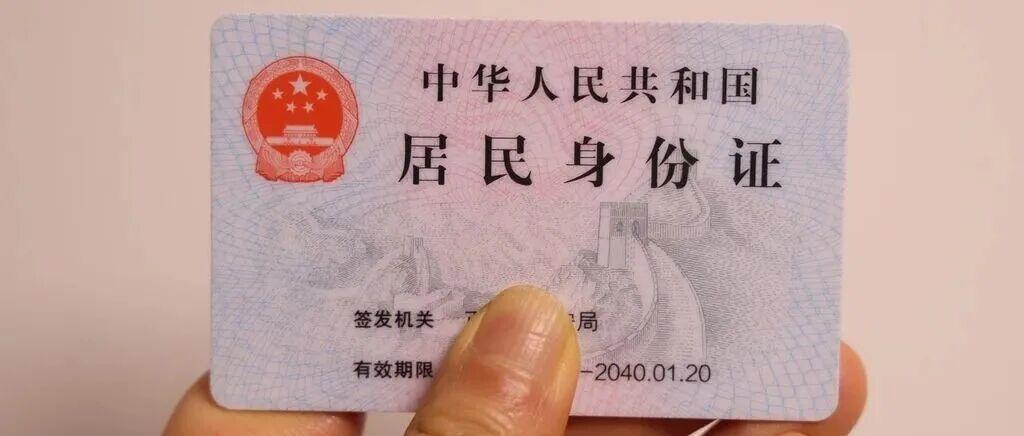 中华人民共和国
居民身份证
签发机关 局
有效期限 —2040.01.20